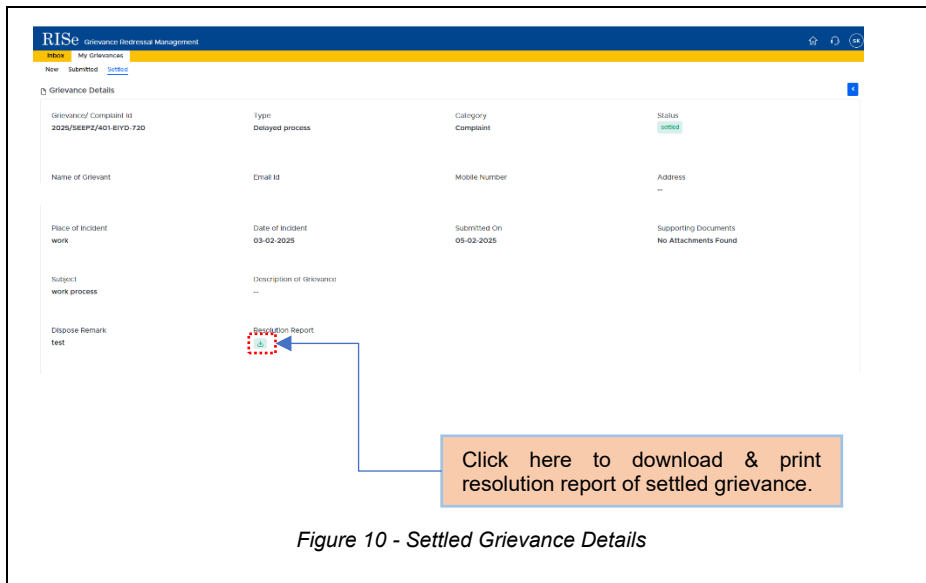 RISe Grievance Redressal Management
SK
Inbox My Grievances
New Submitted Settled
Grievance Details
Grievance/ Complaint Id Type Category Status
2025/SEEPZ/401-EIYD-720 Delayed process Complaint settled
Name of Grievant Email Id Mobile Number Address
--
Place of Incident Date of Incident Submitted On Supporting Documents
work 03-02-2025 05-02-2025 No Attachments Found
Subject Description of Grievance
work process --
Dispose Remark Resolution Report
test
Click here to download & print
resolution report of settled grievance.
Figure 10 - Settled Grievance Details